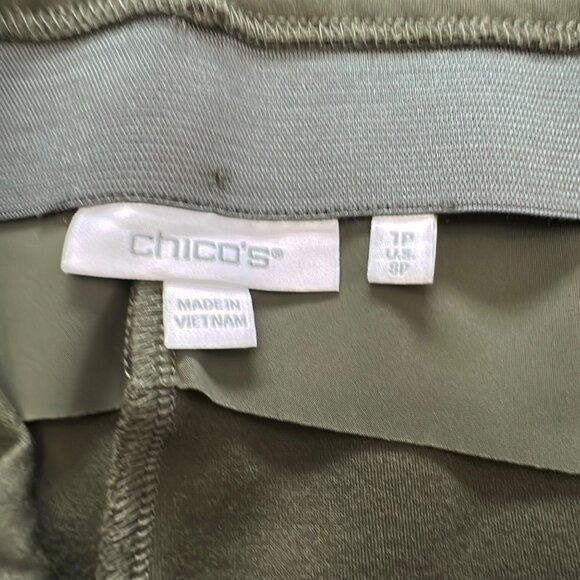 chico's®
1P
U.S.
8P
MADE IN
VIETNAM